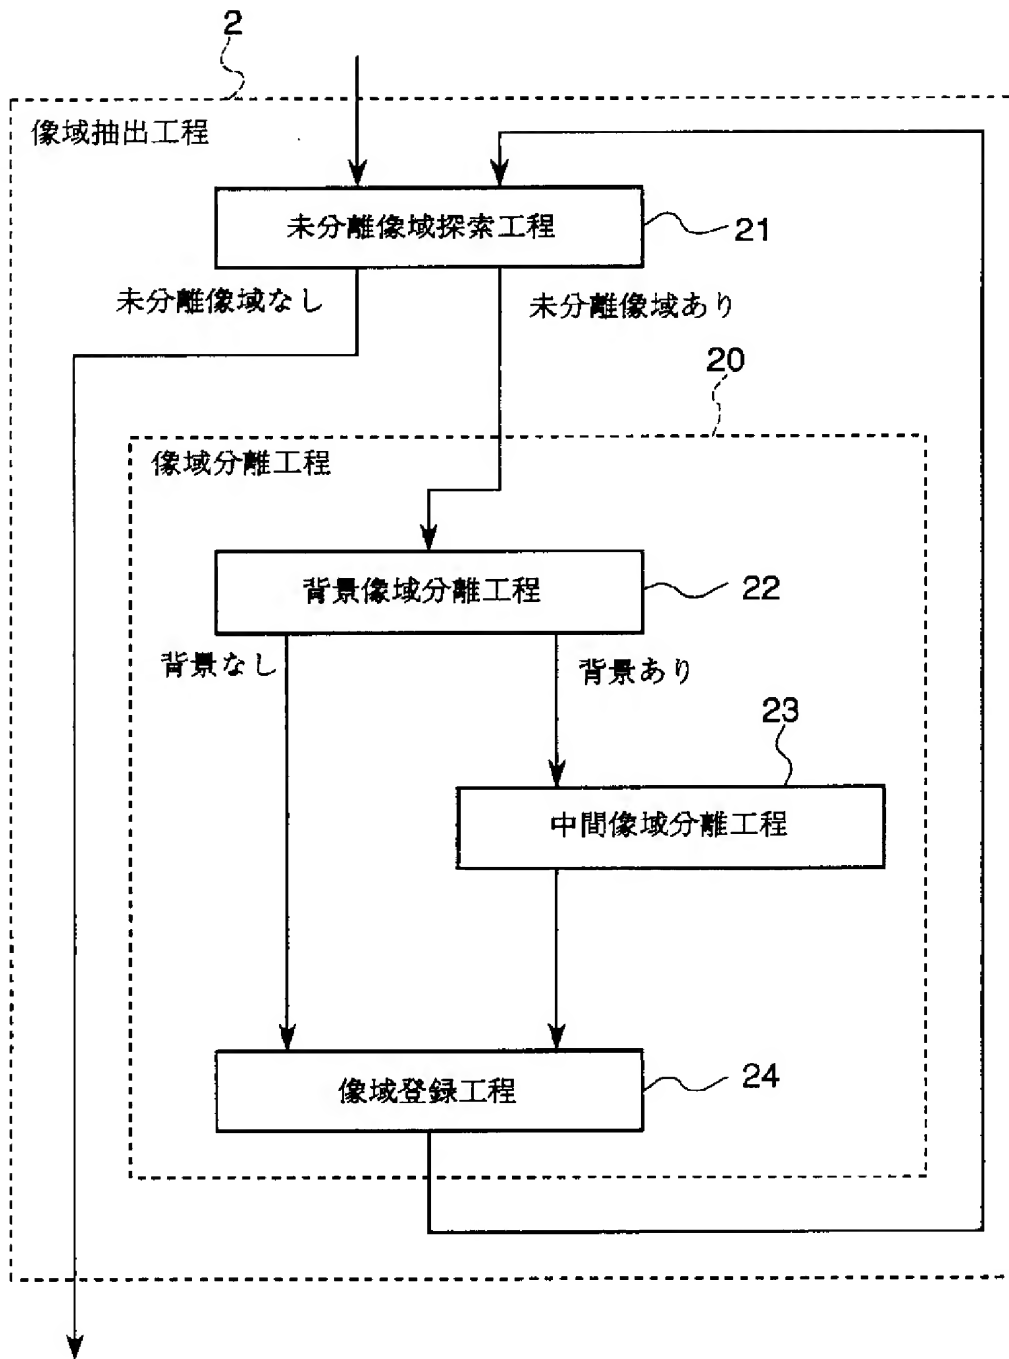 2
像域抽出工程
未分離像域探索工程
21
未分離像域なし
未分離像域あり
20
像域分離工程
背景像域分離工程
22
背景なし
背景あり
23
中間像域分離工程
像域登録工程
24